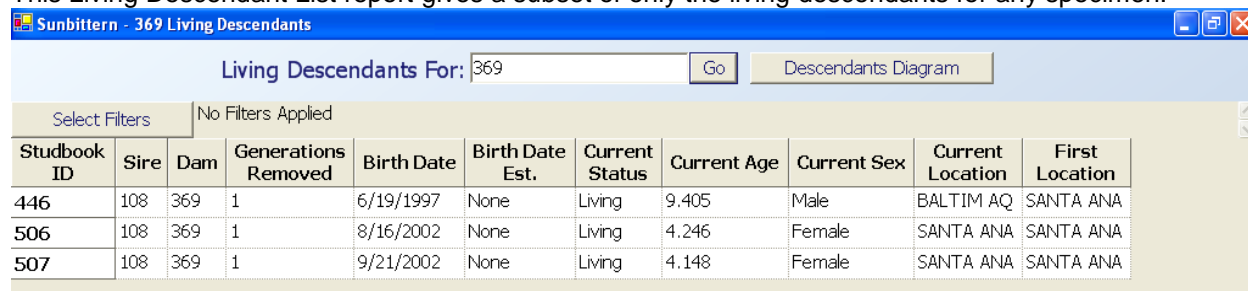 This Living Descendant List report gives a subset of only the living descendants for any specimen.
Sunbittern - 369 Living Descendants
Living Descendants For: 369 Go Descendants Diagram
Select Filters No Filters Applied
Studbook ID Sire Dam Generations Removed Birth Date Birth Date Est. Current Status Current Age Current Sex Current Location First Location
446 108 369 1 6/19/1997 None Living 9.405 Male BALTIM AQ SANTA ANA
506 108 369 1 8/16/2002 None Living 4.246 Female SANTA ANA SANTA ANA
507 108 369 1 9/21/2002 None Living 4.148 Female SANTA ANA SANTA ANA